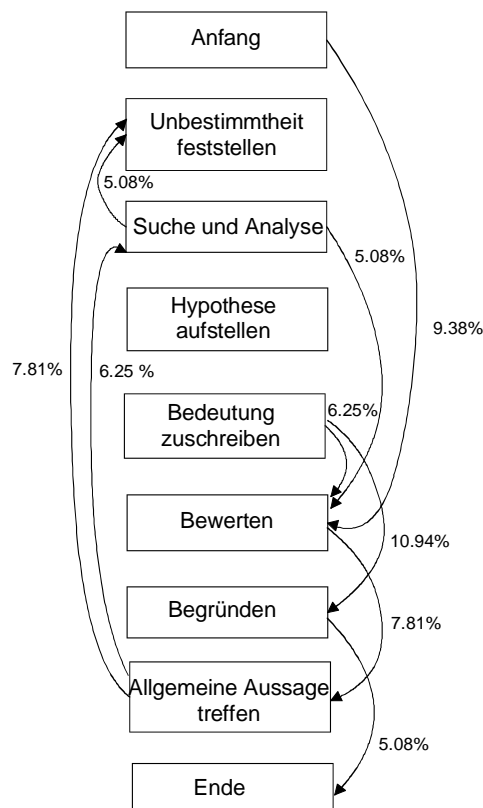 Anfang
Unbestimmtheit
feststellen
5.08%
Suche und Analyse
5.08%
Hypothese
aufstellen
9.38%
7.81%
6.25 %
Bedeutung
zuschreiben
6.25%
Bewerten
10.94%
Begründen
7.81%
Allgemeine Aussage
treffen
5.08%
Ende